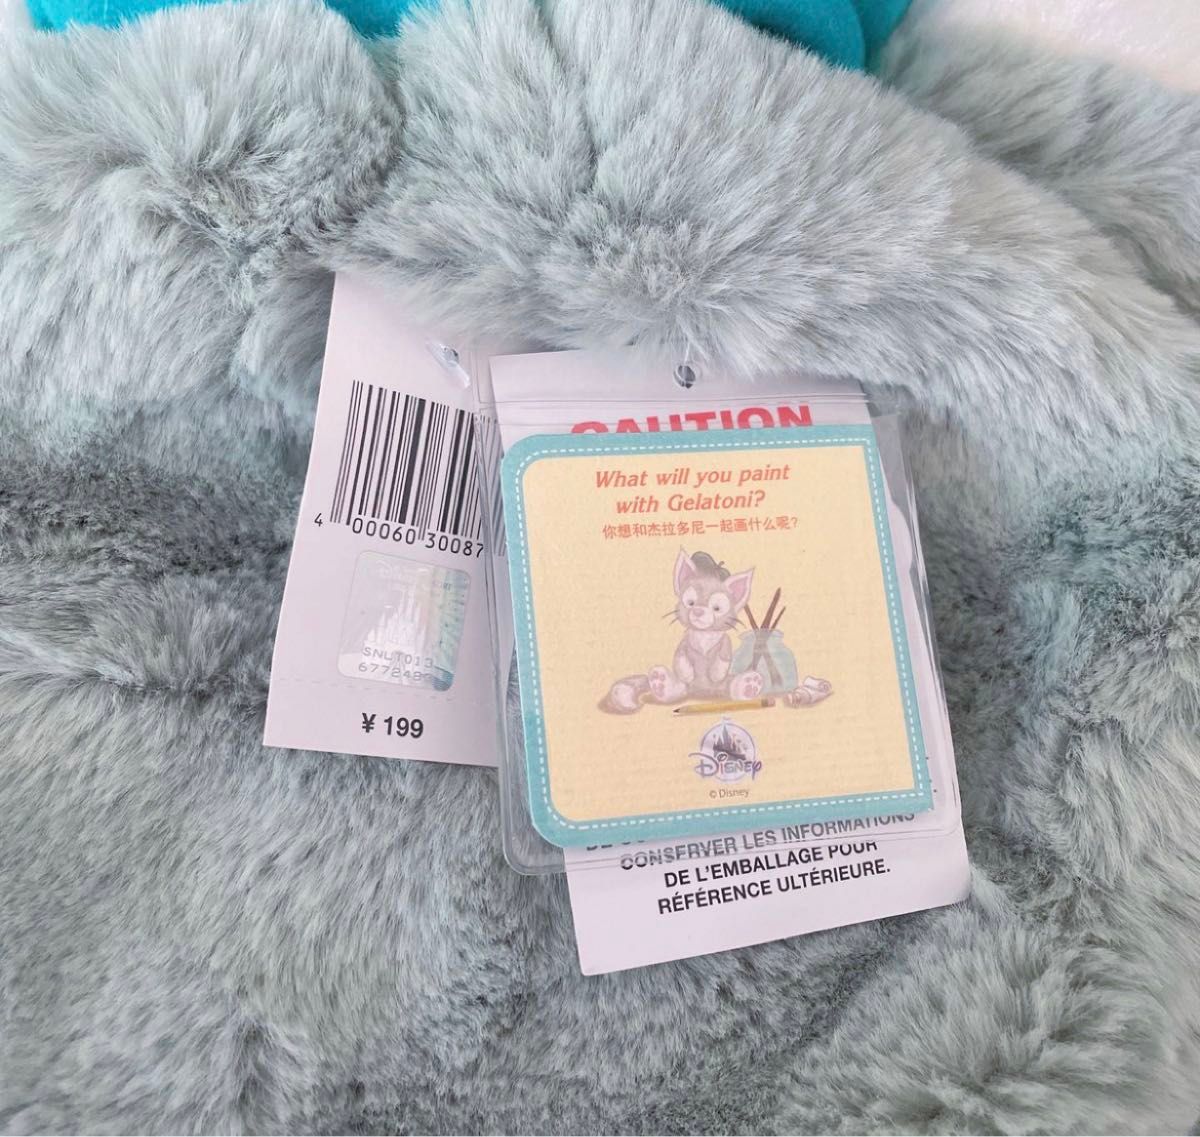 CAUTION
What will you paint
with Gelatoni?
你想和杰拉多尼一起画什么呢?
Disney
© Disney
4 00060 30087
SNUT013
¥ 199
CONSERVER LES INFORMATIONS
DE L'EMBALLAGE POUR
RÉFÉRENCE ULTÉRIEURE.